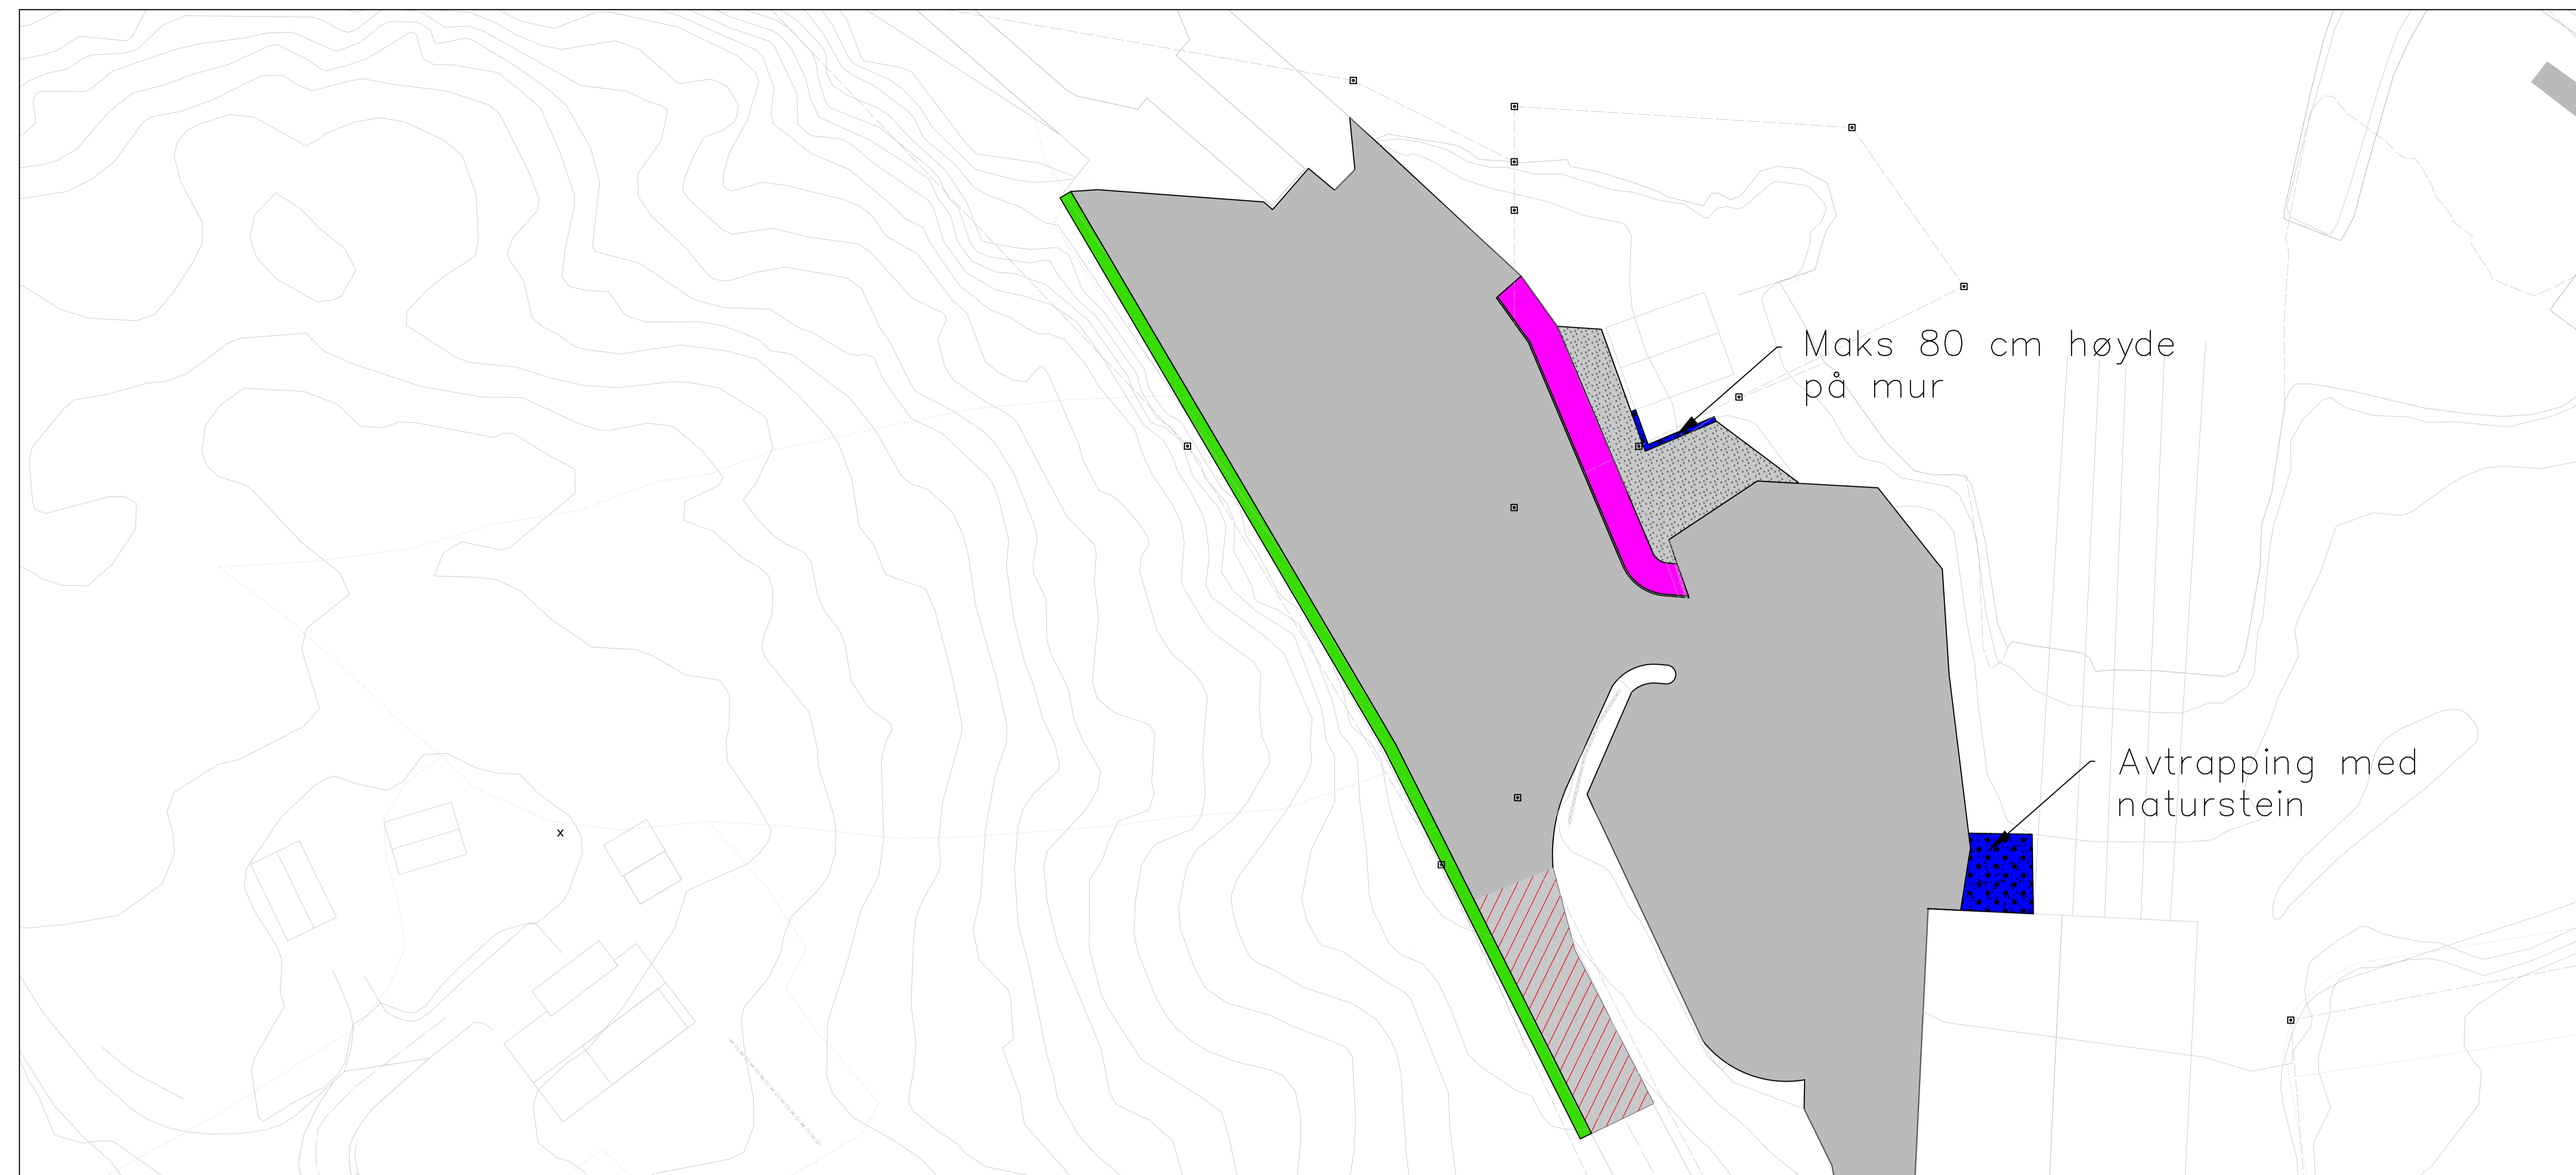 Maks 80 cm høyde
på mur
Avtrapping med
naturstein
x